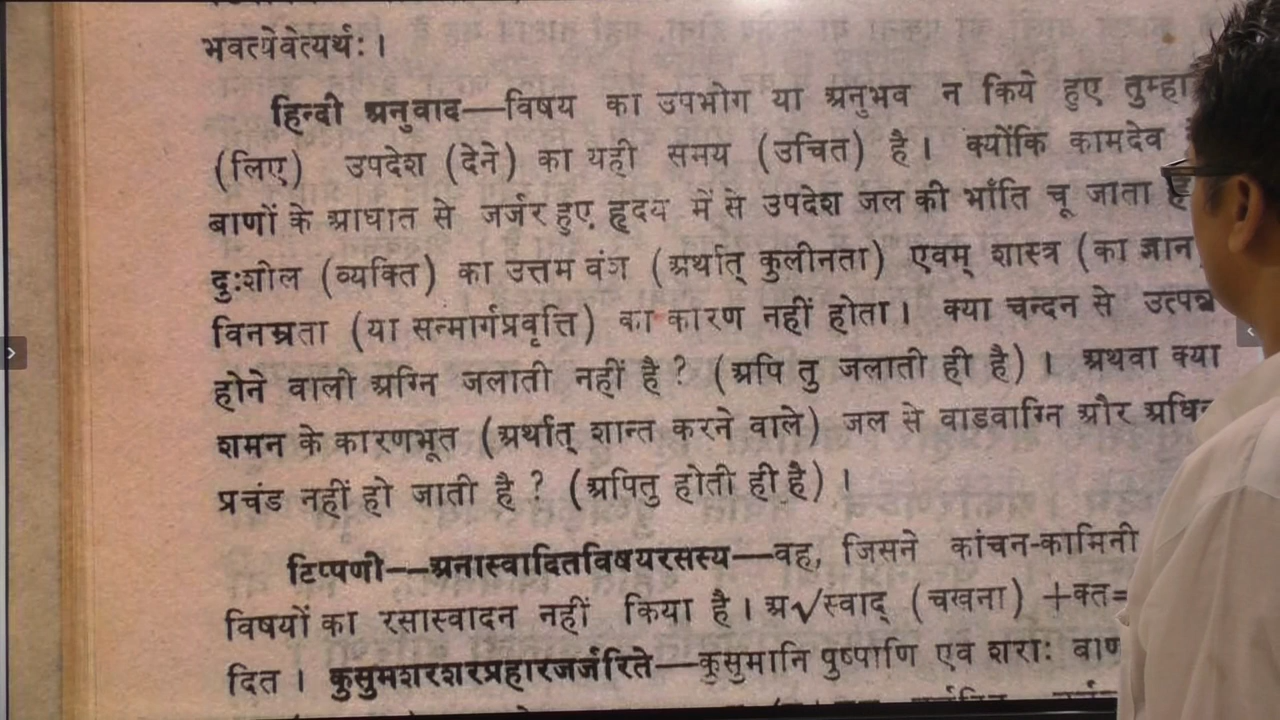 भवत्येवेत्यर्थः।
हिन्दी अनुवाद—विषय का उपभोग या अनुभव न किये हुए
(लिए) उपदेश (देने) का यही समय (उचित) है। क्योंकि कामदेव
बाणों के आघात से जर्जर हुए हृदय में से उपदेश जल की भाँति चू जाता है
दुःशील (व्यक्ति) का उत्तम वंश (अर्थात् कुलीनता) एवम् शास्त्र (का ज्ञान
विनम्रता (या सन्मार्गप्रवृत्ति) का कारण नहीं होता। क्या चन्दन से उत्पन्न
होने वाली अग्नि जलाती नहीं है? (अपि तु जलाती ही है)। अथवा क्या
शमन के कारणभूत (अर्थात् शान्त करने वाले) जल से वाडवाग्नि और
प्रचंड नहीं हो जाती है? (अपितु होती ही है)।
टिप्पणी——अनास्वादितविषयरसस्य—वह, जिसने कांचन-कामिनी
विषयों का रसास्वादन नहीं किया है। अ√स्वाद् (चखना) +क्त=
दित। कुसुमशरशरप्रहारजर्जरिते—कुसुमानि पुष्पाणि एव शराः